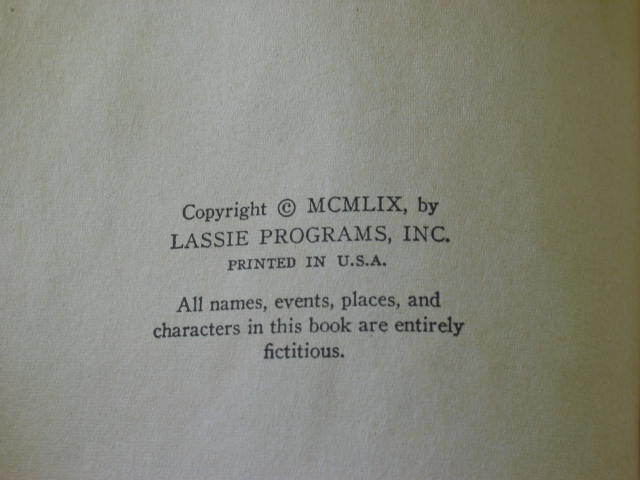 Copyright © MCMLIX, by
LASSIE PROGRAMS, INC.
PRINTED IN U.S.A.
All names, events, places, and
characters in this book are entirely
fictitious.